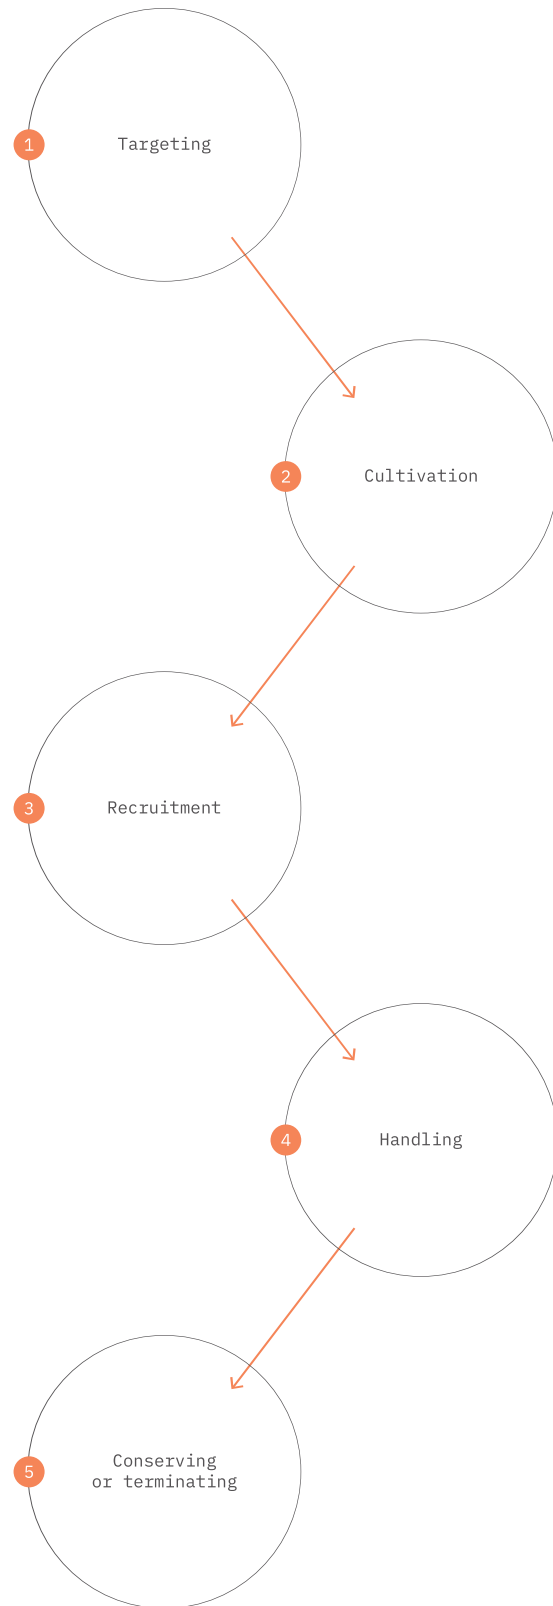 1
Targeting
2
Cultivation
3
Recruitment
4
Handling
5
Conserving
or terminating